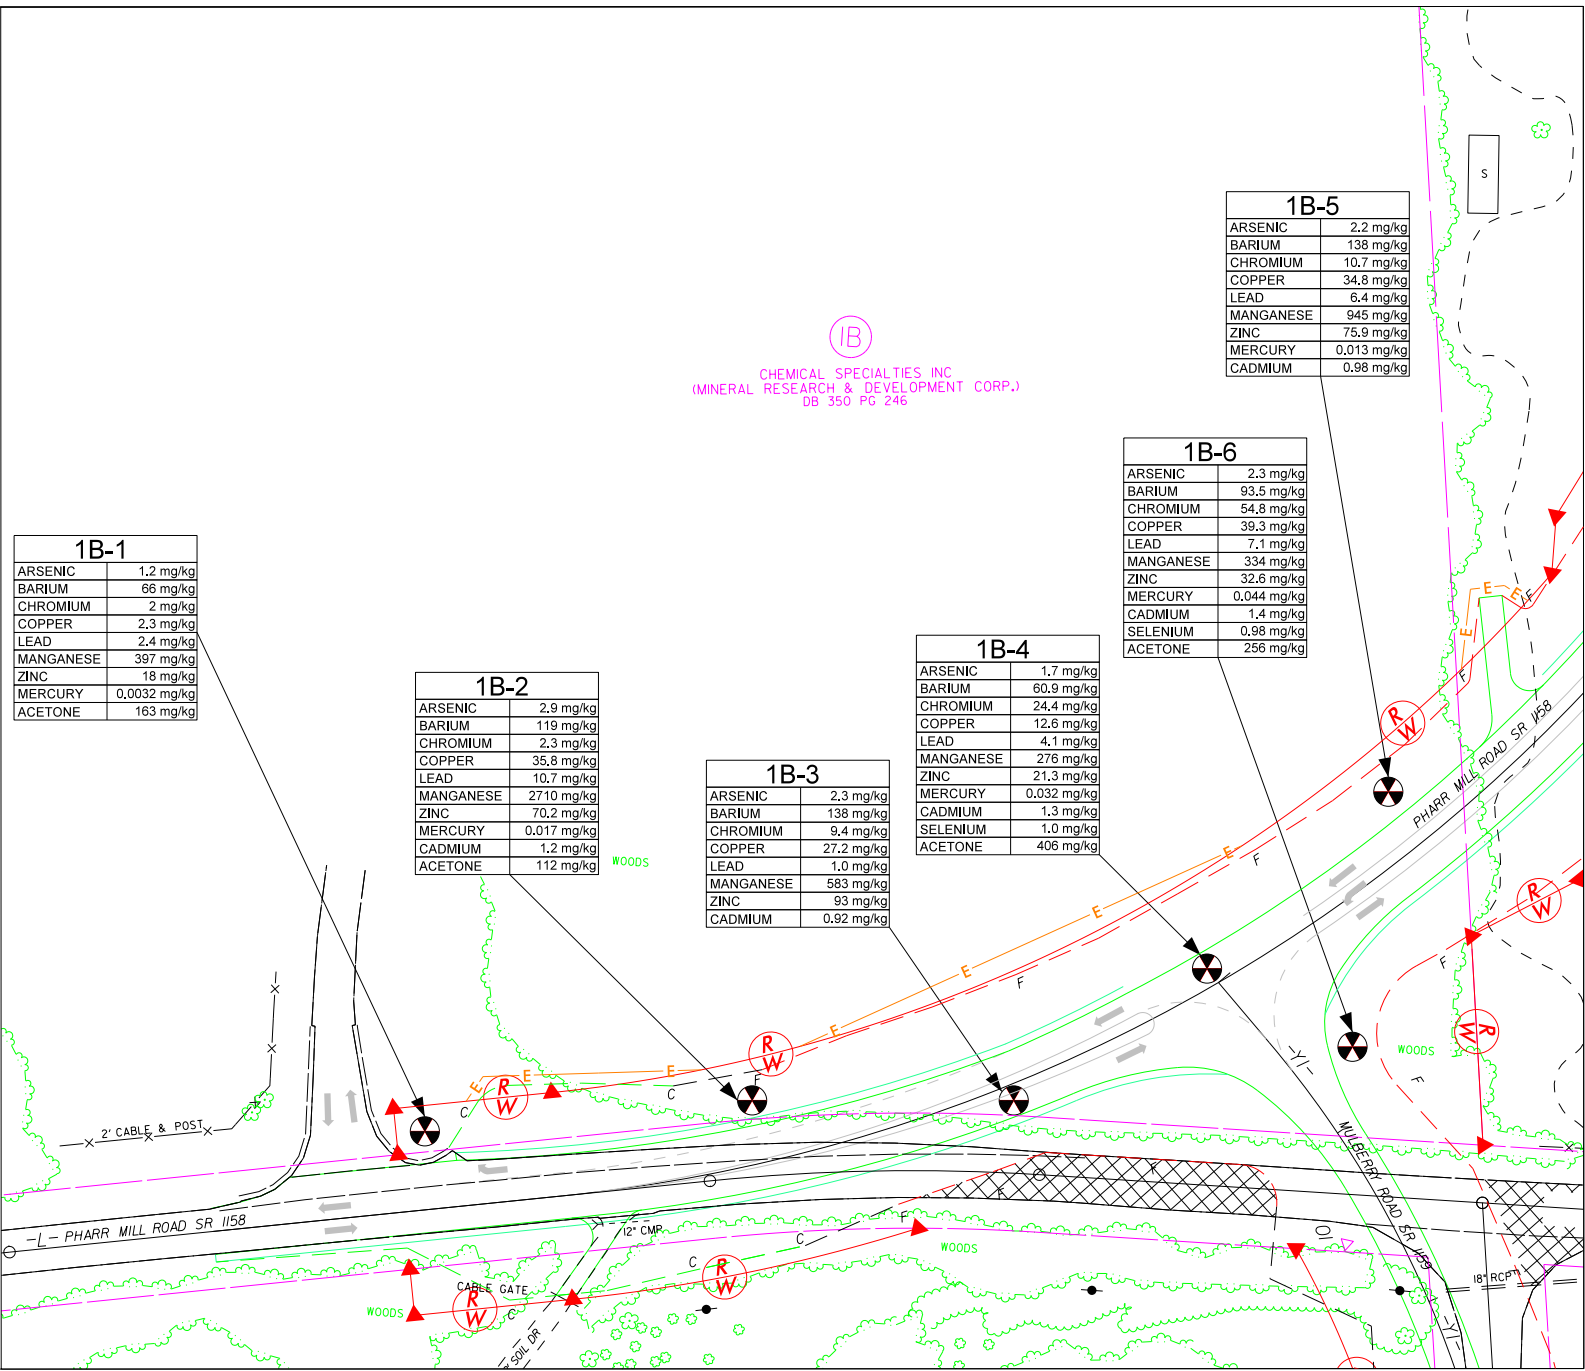 S
1B-5
ARSENIC 2.2 mg/kg
BARIUM 138 mg/kg
CHROMIUM 10.7 mg/kg
COPPER 34.8 mg/kg
LEAD 6.4 mg/kg
MANGANESE 945 mg/kg
ZINC 75.9 mg/kg
MERCURY 0.013 mg/kg
CADMIUM 0.98 mg/kg
1B
CHEMICAL SPECIALTIES INC
(MINERAL RESEARCH & DEVELOPMENT CORP.)
DB 350 PG 246
1B-6
ARSENIC 2.3 mg/kg
BARIUM 93.5 mg/kg
CHROMIUM 54.8 mg/kg
COPPER 39.3 mg/kg
LEAD 7.1 mg/kg
MANGANESE 334 mg/kg
ZINC 32.6 mg/kg
MERCURY 0.044 mg/kg
CADMIUM 1.4 mg/kg
SELENIUM 0.98 mg/kg
ACETONE 256 mg/kg
1B-1
ARSENIC 1.2 mg/kg
BARIUM 66 mg/kg
CHROMIUM 2 mg/kg
COPPER 2.3 mg/kg
LEAD 2.4 mg/kg
MANGANESE 397 mg/kg
ZINC 18 mg/kg
MERCURY 0.0032 mg/kg
ACETONE 163 mg/kg
1B-4
ARSENIC 1.7 mg/kg
BARIUM 60.9 mg/kg
CHROMIUM 24.4 mg/kg
COPPER 12.6 mg/kg
LEAD 4.1 mg/kg
MANGANESE 276 mg/kg
ZINC 21.3 mg/kg
MERCURY 0.032 mg/kg
CADMIUM 1.3 mg/kg
SELENIUM 1.0 mg/kg
ACETONE 406 mg/kg
1B-2
ARSENIC 2.9 mg/kg
BARIUM 119 mg/kg
CHROMIUM 2.3 mg/kg
COPPER 35.8 mg/kg
LEAD 10.7 mg/kg
MANGANESE 2710 mg/kg
ZINC 70.2 mg/kg
MERCURY 0.017 mg/kg
CADMIUM 1.2 mg/kg
ACETONE 112 mg/kg
WOODS
1B-3
ARSENIC 2.3 mg/kg
BARIUM 138 mg/kg
CHROMIUM 9.4 mg/kg
COPPER 27.2 mg/kg
LEAD 1.0 mg/kg
MANGANESE 583 mg/kg
ZINC 93 mg/kg
CADMIUM 0.92 mg/kg
E
E
E
F
E
F
R
W
PHARR MILL ROAD SR 1158
E
F
E
E
F
R
W
F
R
W
E
E
E
F
C
C
R
W
R
W
WOODS
F
-Y1-
2' CABLE & POST
MULBERRY ROAD SR 1159
-L- PHARR MILL ROAD SR 1158
12" CMP
F
F
F
C
C
R
W
WOODS
10
CABLE GATE
R
W
C
WOODS
SOIL DR
18" RCP
F
-Y1-